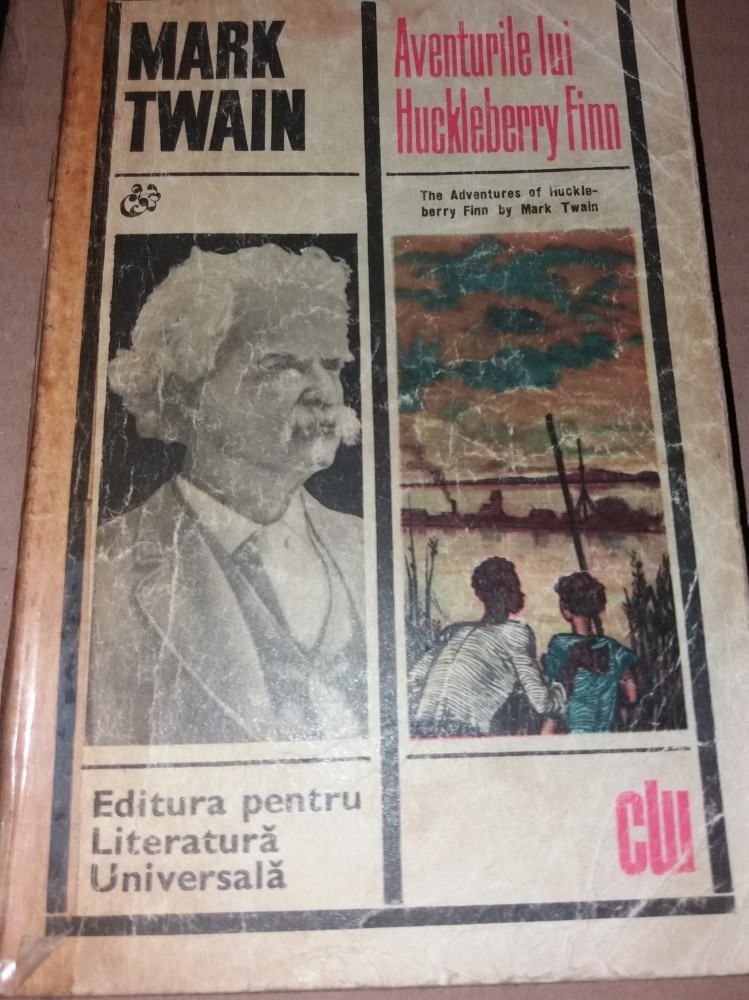 MARK
TWAIN
Aventurile lui
Huckleberry Finn
The Adventures of Huckle-
berry Finn by Mark Twain
Editura pentru
Literatură
Universală
clu